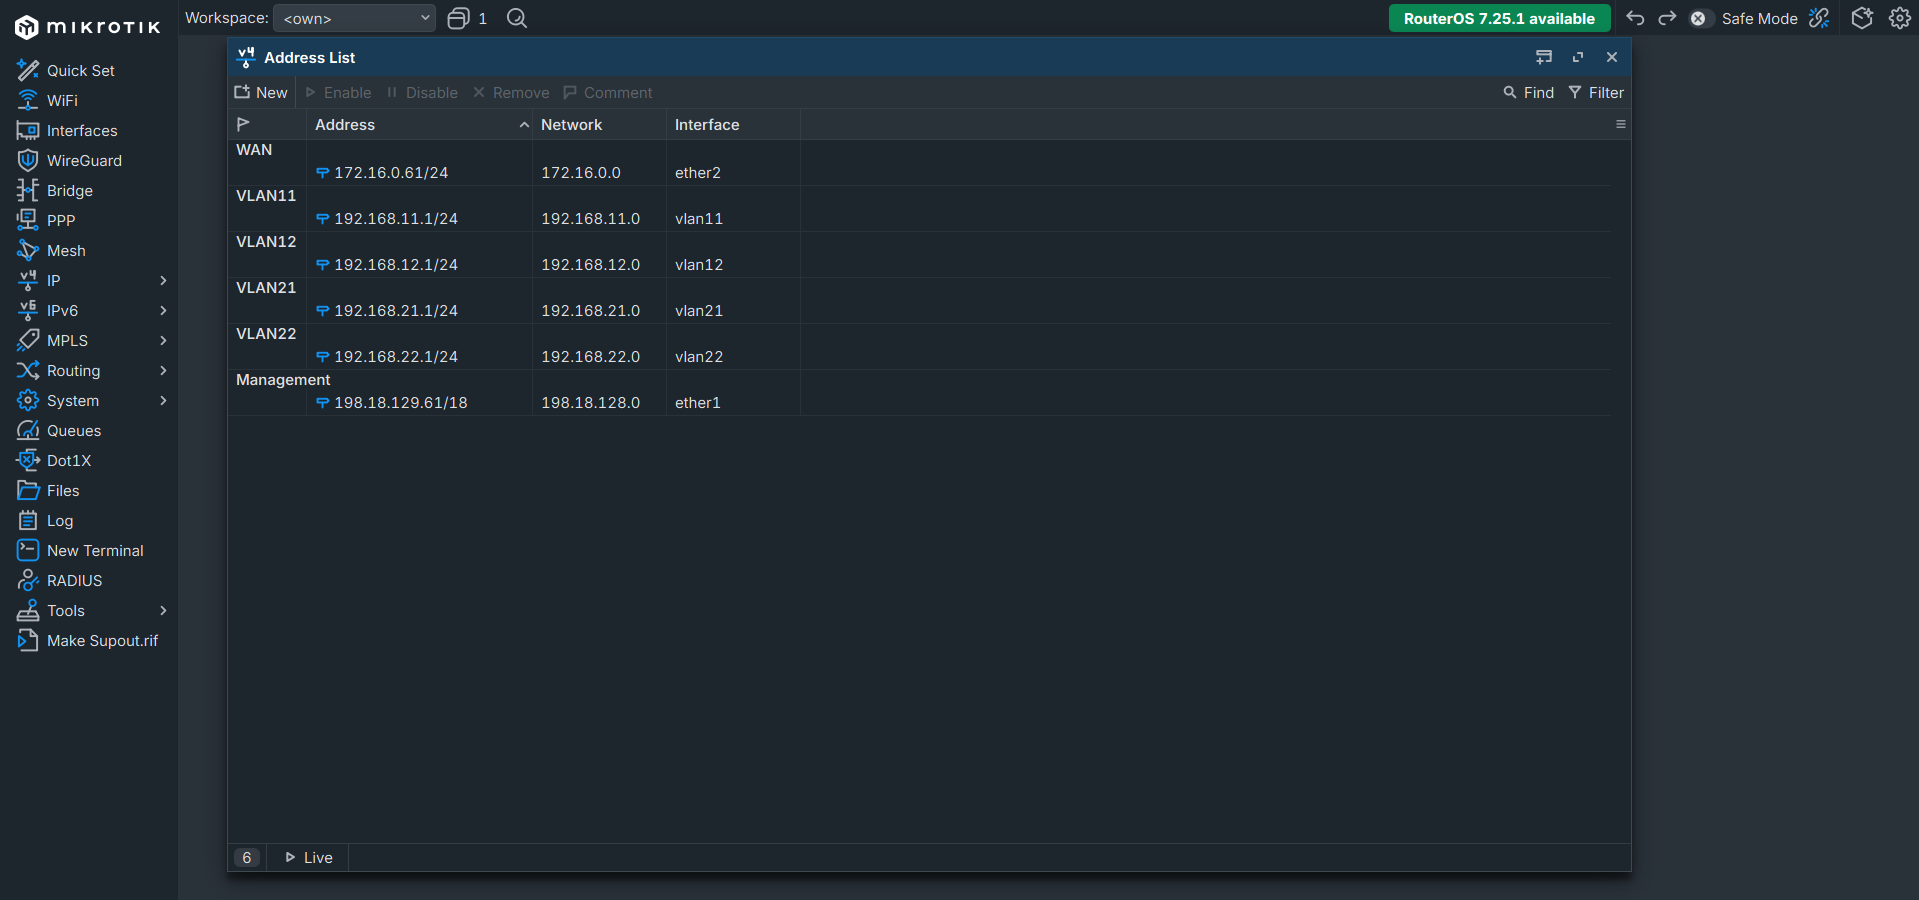 mikrotik
Workspace: <own> 1 RouterOS 7.25.1 available Safe Mode
Quick Set
WiFi
Interfaces
WireGuard
Bridge
PPP
Mesh
IP
IPv6
MPLS
Routing
System
Queues
Dot1X
Files
Log
New Terminal
RADIUS
Tools
Make Supout.rif
v4 Address List
New Enable Disable Remove Comment Find Filter
Address Network Interface
WAN
172.16.0.61/24 172.16.0.0 ether2
VLAN11
192.168.11.1/24 192.168.11.0 vlan11
VLAN12
192.168.12.1/24 192.168.12.0 vlan12
VLAN21
192.168.21.1/24 192.168.21.0 vlan21
VLAN22
192.168.22.1/24 192.168.22.0 vlan22
Management
198.18.129.61/18 198.18.128.0 ether1
6 Live